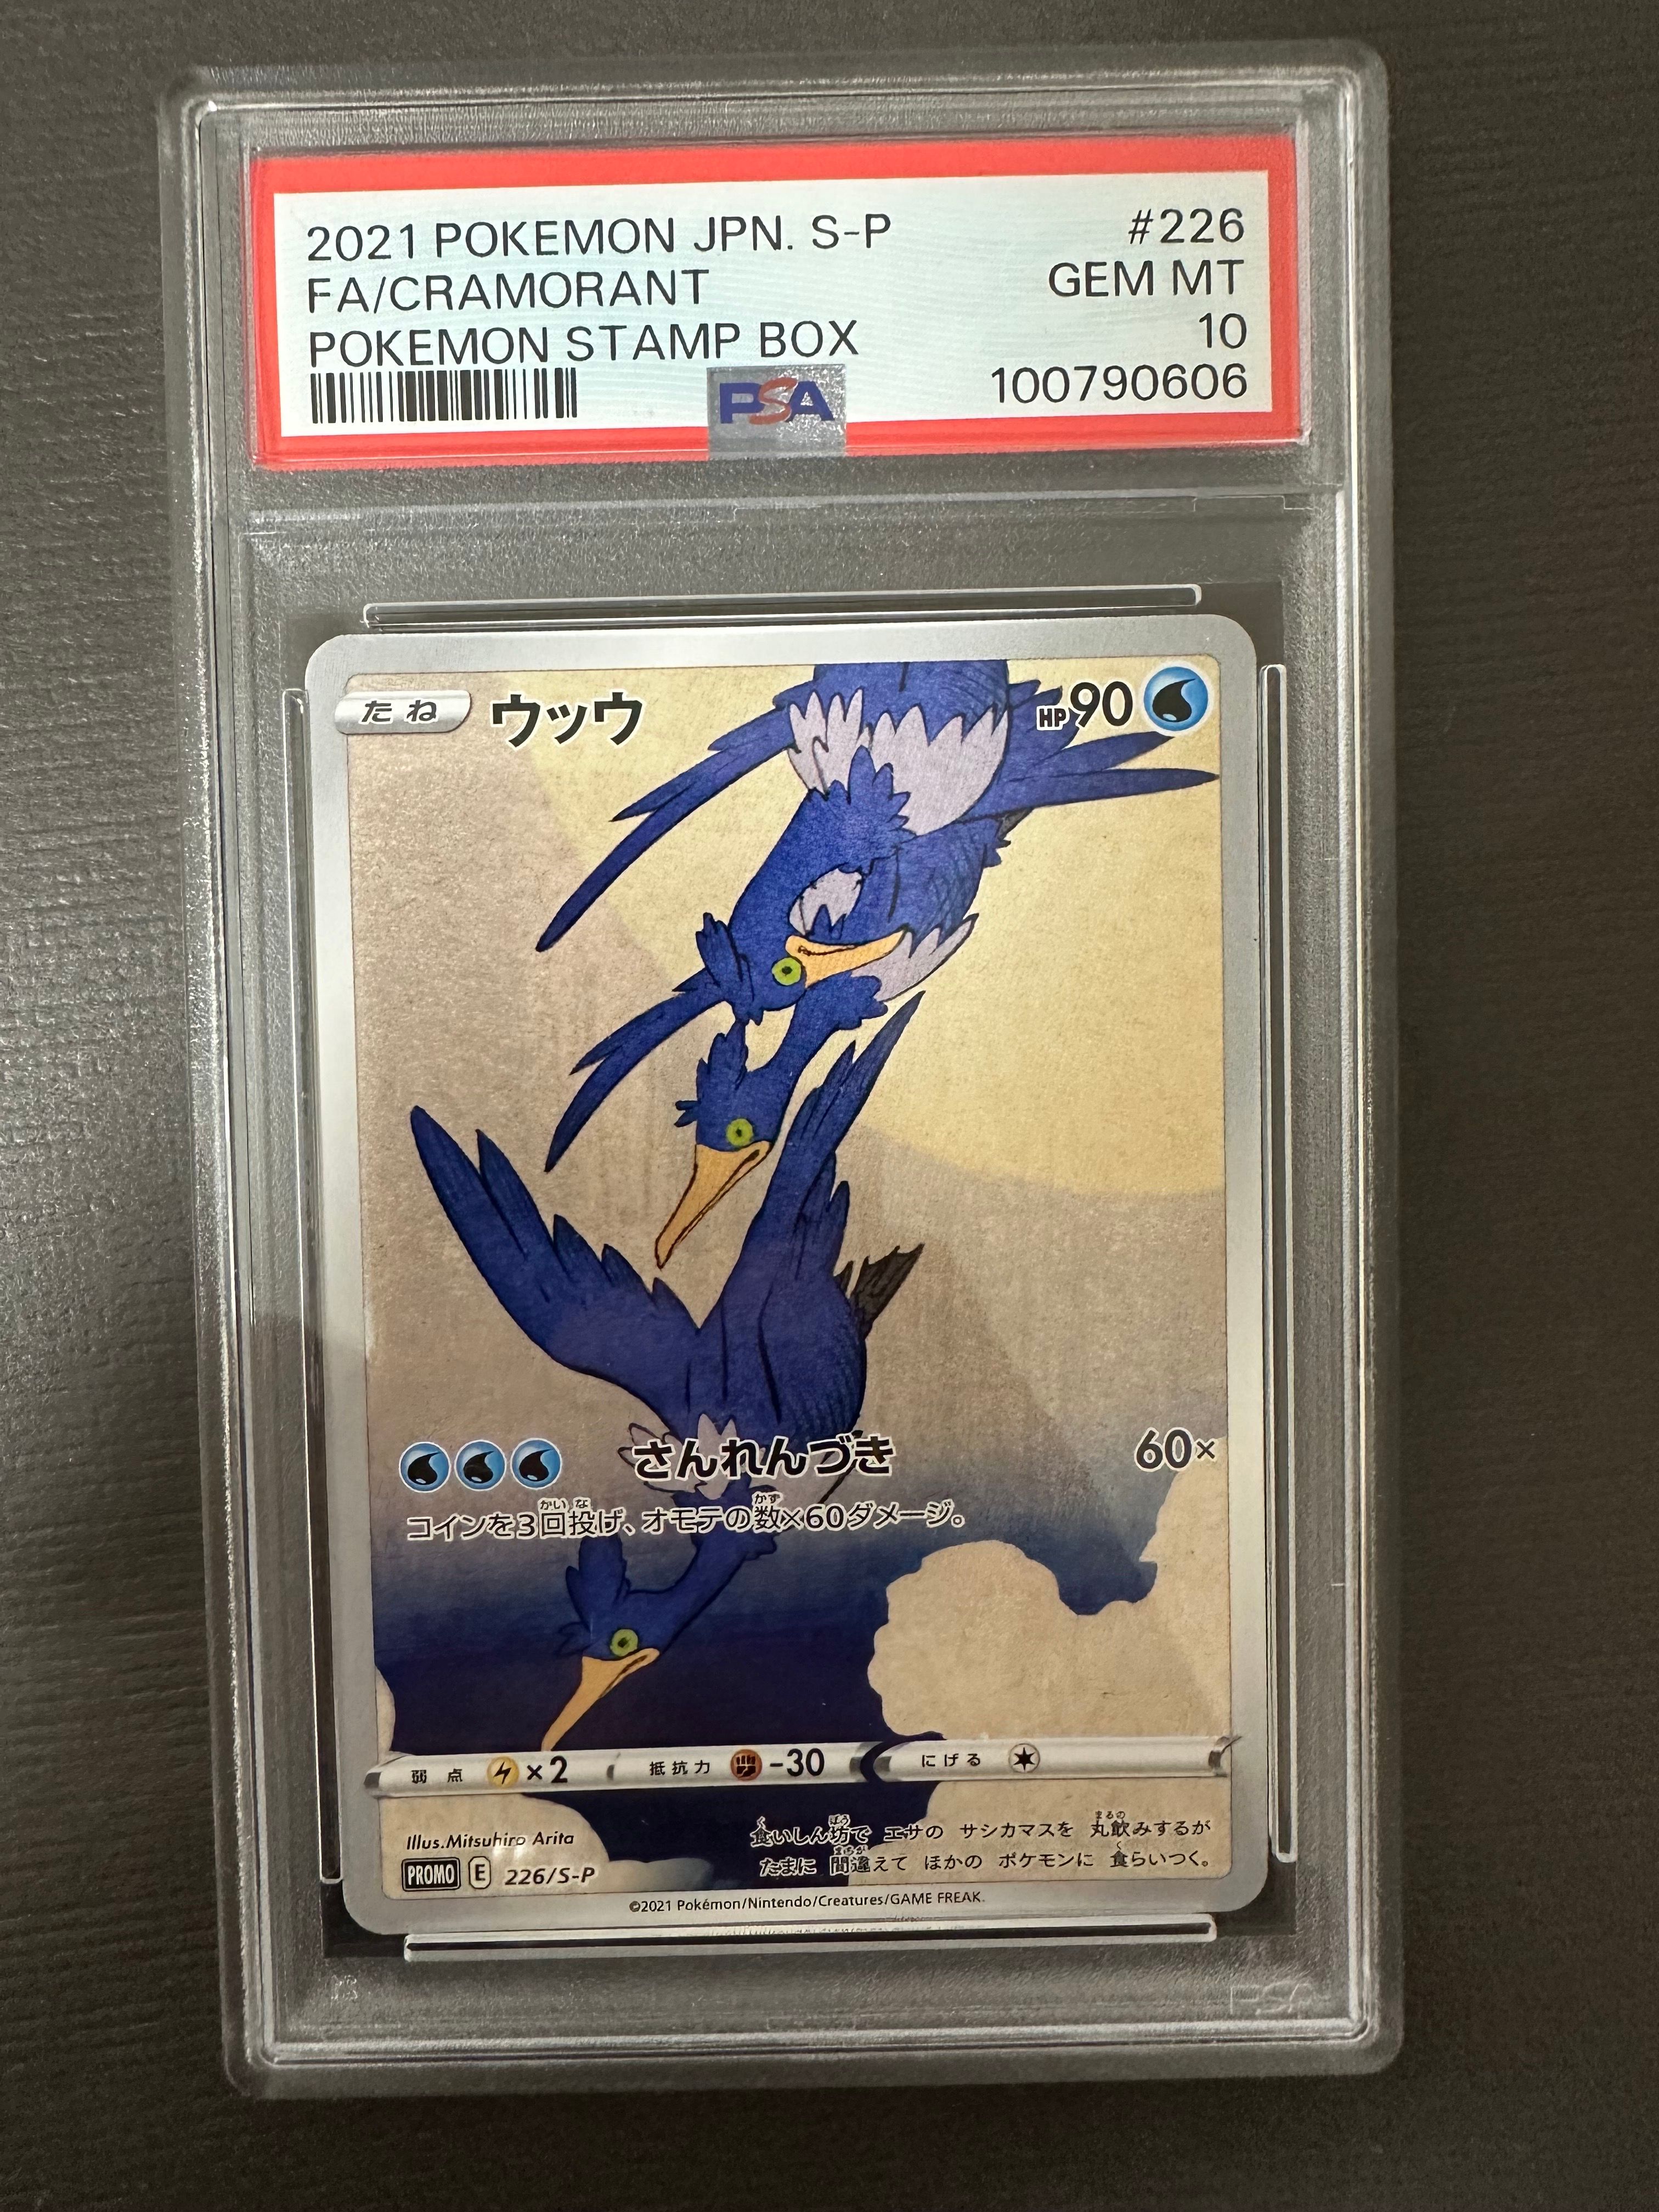 2021 POKEMON JPN. S-P #226
FA/CRAMORANT GEM MT
POKEMON STAMP BOX 10
PSA 100790606
たね ウッウ HP90
さんれんづき 60×
コインを3回投げ、オモテの数×60ダメージ。
弱点 ×2 抵抗力 -30 にげる
Illus.Mitsuhiro Arita
食いしん坊で エサの サシカマスを 丸飲みするが
たまに 間違えて ほかの ポケモンに 食らいつく。
PROMO E 226/S-P
©2021 Pokémon/Nintendo/Creatures/GAME FREAK.
PSA